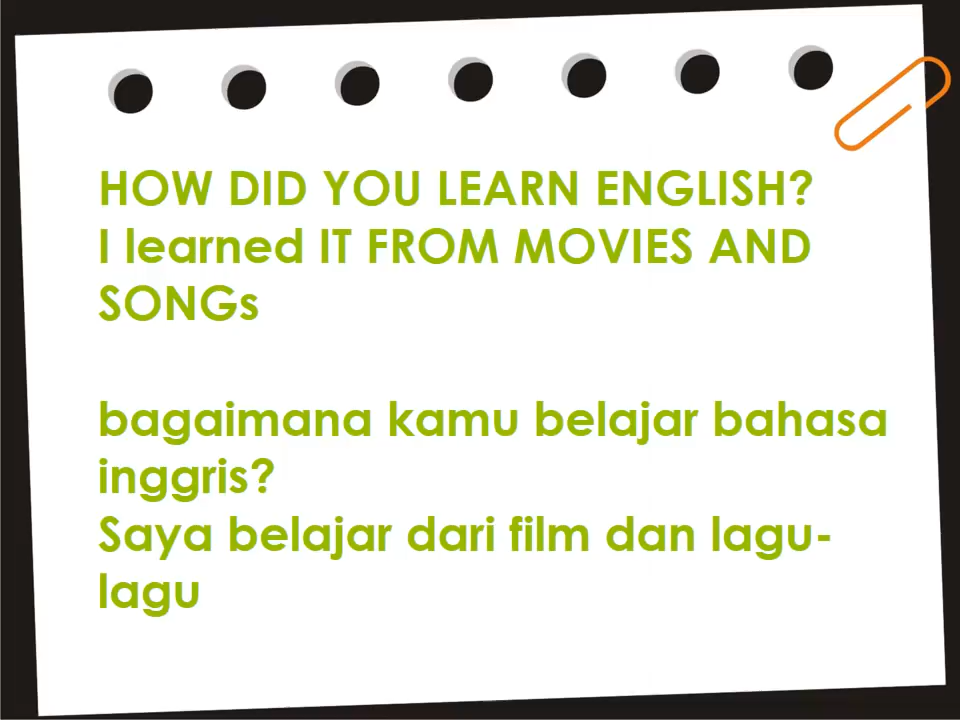 HOW DID YOU LEARN ENGLISH?
I learned IT FROM MOVIES AND
SONGs
bagaimana kamu belajar bahasa
inggris?
Saya belajar dari film dan lagu-
lagu